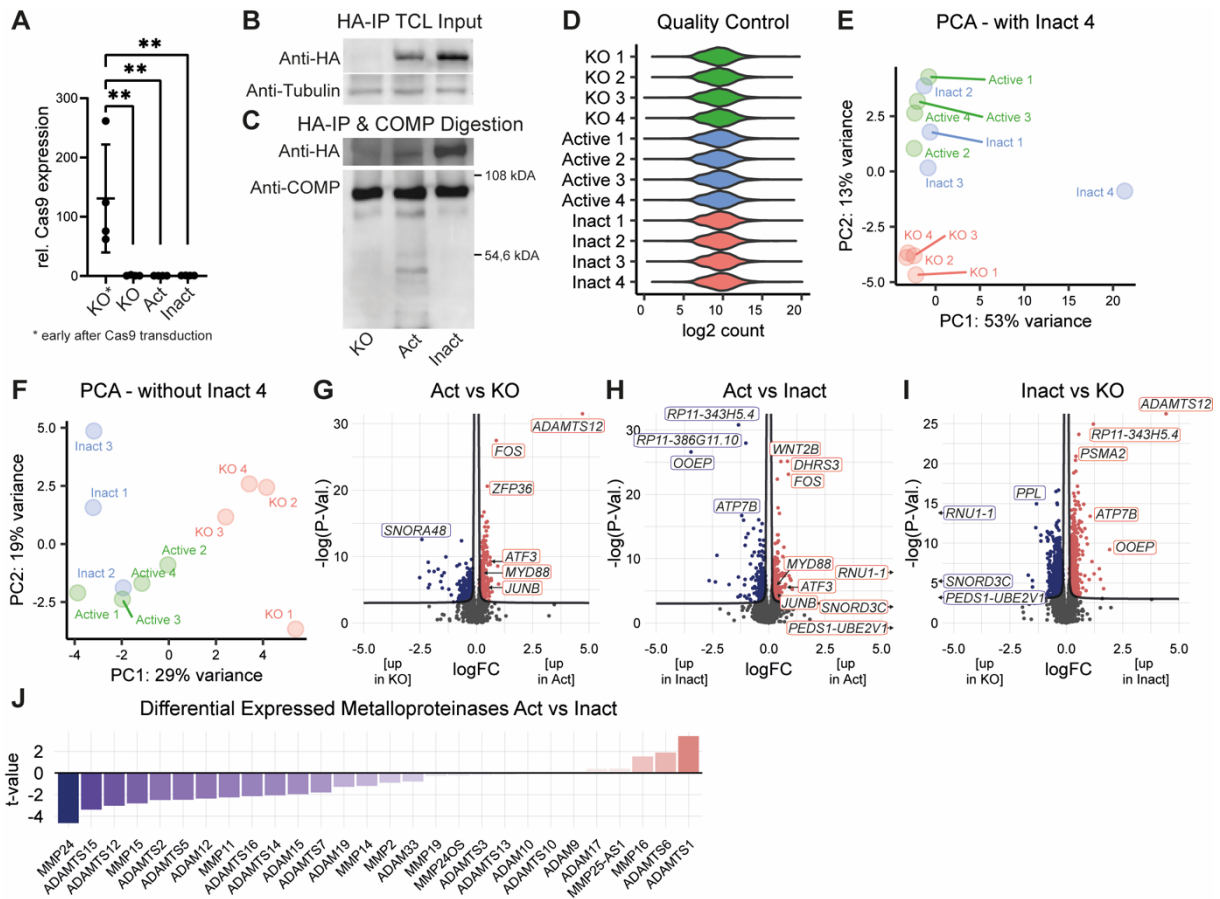 A
**
**
**
rel. Cas9 expression
300
200
100
0
KO*
KO
Act
Inact
* early after Cas9 transduction
B
HA-IP TCL Input
Anti-HA
Anti-Tubulin
C
HA-IP & COMP Digestion
Anti-HA
Anti-COMP
108 kDA
54,6 kDA
KO
Act
Inact
D
Quality Control
KO 1
KO 2
KO 3
KO 4
Active 1
Active 2
Active 3
Active 4
Inact 1
Inact 2
Inact 3
Inact 4
0 5 10 15 20
log2 count
E
PCA - with Inact 4
PC2: 13% variance
2.5
0.0
-2.5
-5.0
Active 1
Inact 2
Active 4
Active 3
Inact 1
Active 2
Inact 3
Inact 4
KO 4
KO 3
KO 2
KO 1
0 5 10 15 20
PC1: 53% variance
F
PCA - without Inact 4
PC2: 19% variance
5.0
2.5
0.0
-2.5
Inact 3
Inact 1
KO 4
KO 2
KO 3
Active 2
Inact 2
Active 4
Active 1
Active 3
KO 1
-4 -2 0 2 4
PC1: 29% variance
G
Act vs KO
-log(P-Val.)
30
20
10
0
ADAMTS12
FOS
ZFP36
SNORA48
ATF3
MYD88
JUNB
-5.0 0.0 5.0
[up in KO]
logFC
[up in Act]
H
Act vs Inact
-log(P-Val.)
30
20
10
0
RP11-343H5.4
RP11-386G11.10
OOEP
WNT2B
DHRS3
FOS
ATP7B
MYD88
RNU1-1
ATF3
JUNB
SNORD3C
PEDS1-UBE2V1
-5.0 0.0 5.0
[up in Inact]
logFC
[up in Act]
I
Inact vs KO
-log(P-Val.)
25
20
15
10
5
0
ADAMTS12
RP11-343H5.4
PSMA2
PPL
RNU1-1
ATP7B
OOEP
SNORD3C
PEDS1-UBE2V1
-5.0 0.0 5.0
[up in KO]
logFC
[up in Inact]
J
Differential Expressed Metalloproteinases Act vs Inact
t-value
2
0
-2
-4
MMP24
ADAMTS15
ADAMTS12
MMP15
ADAMTS2
ADAMTS5
ADAM12
MMP11
ADAMTS16
ADAMTS14
ADAM15
ADAMTS7
ADAM19
MMP14
MMP2
ADAM33
MMP19
MMP24OS
ADAMTS3
ADAMTS13
ADAM10
ADAMTS10
ADAM9
ADAM17
MMP25-AS1
MMP16
ADAMTS6
ADAMTS1